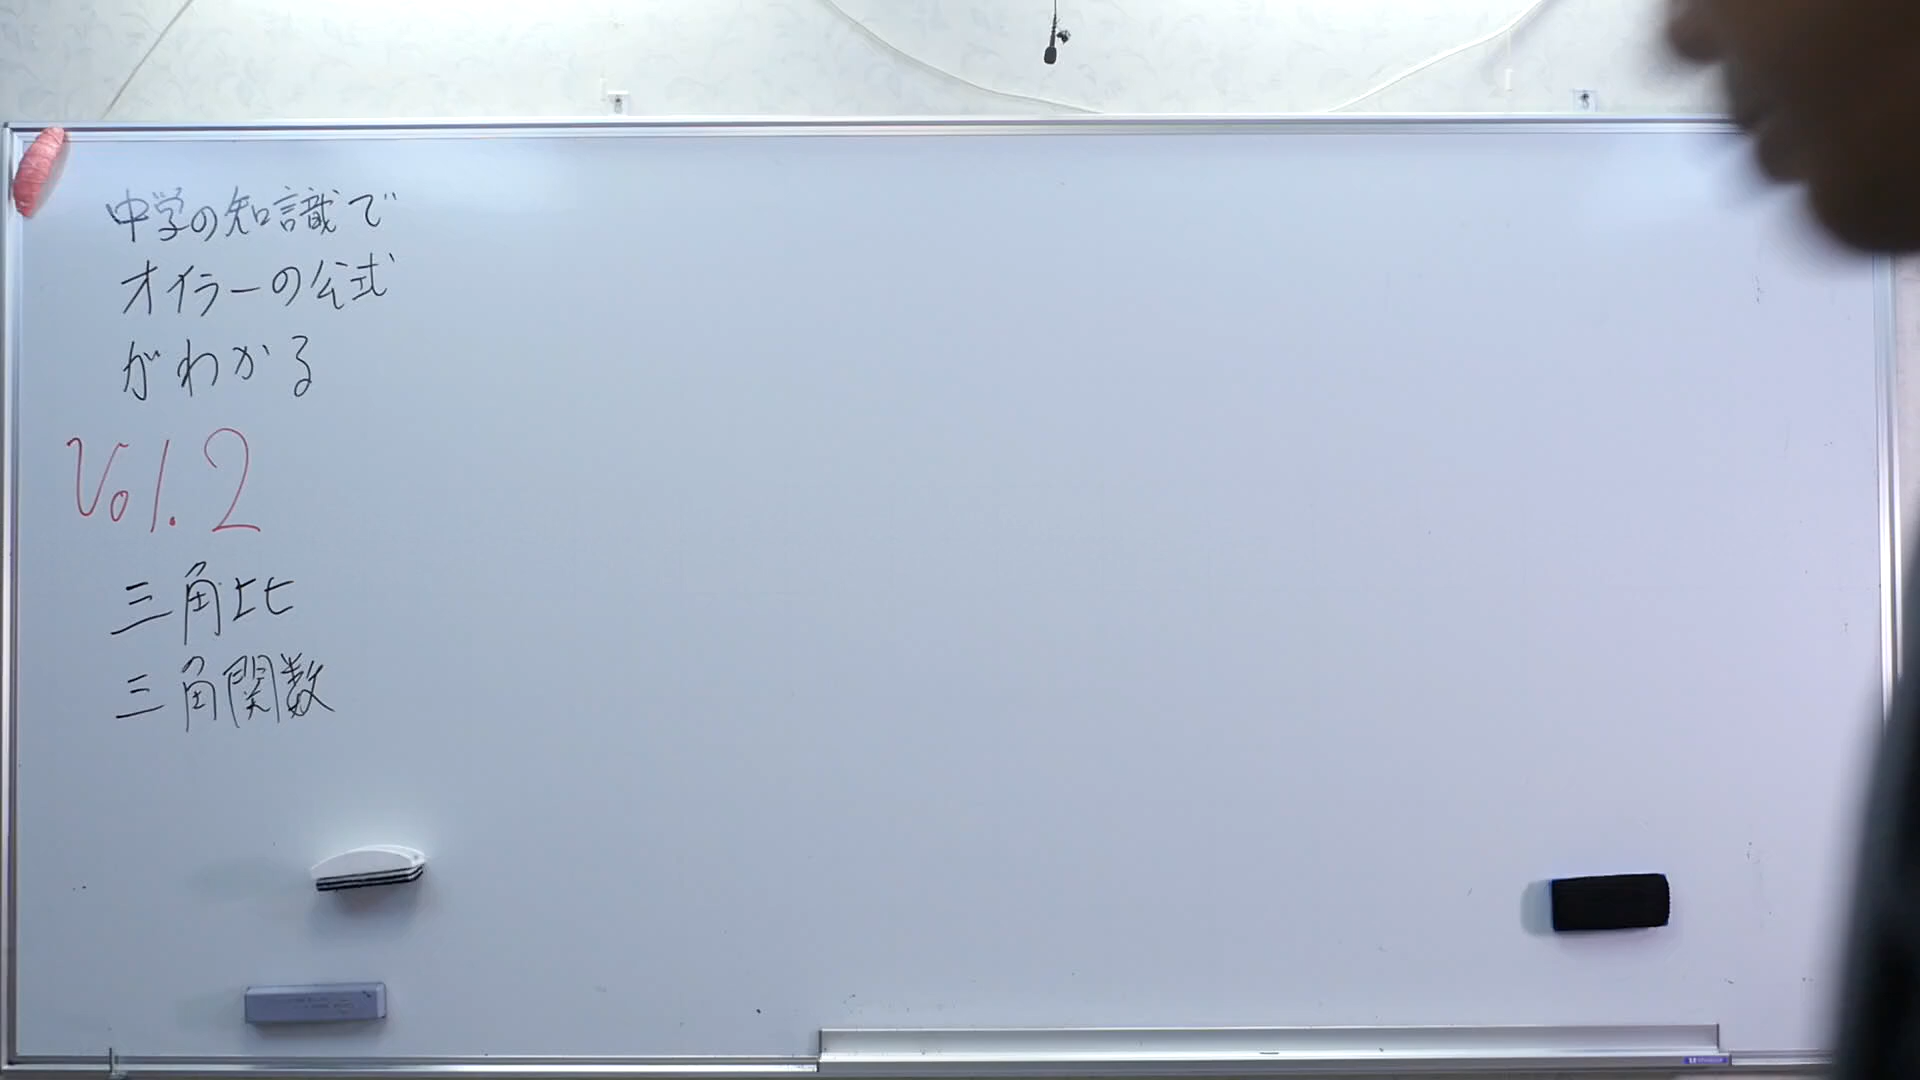 中学の知識で
オイラーの公式
がわかる
Vol.2
三角比
三角関数